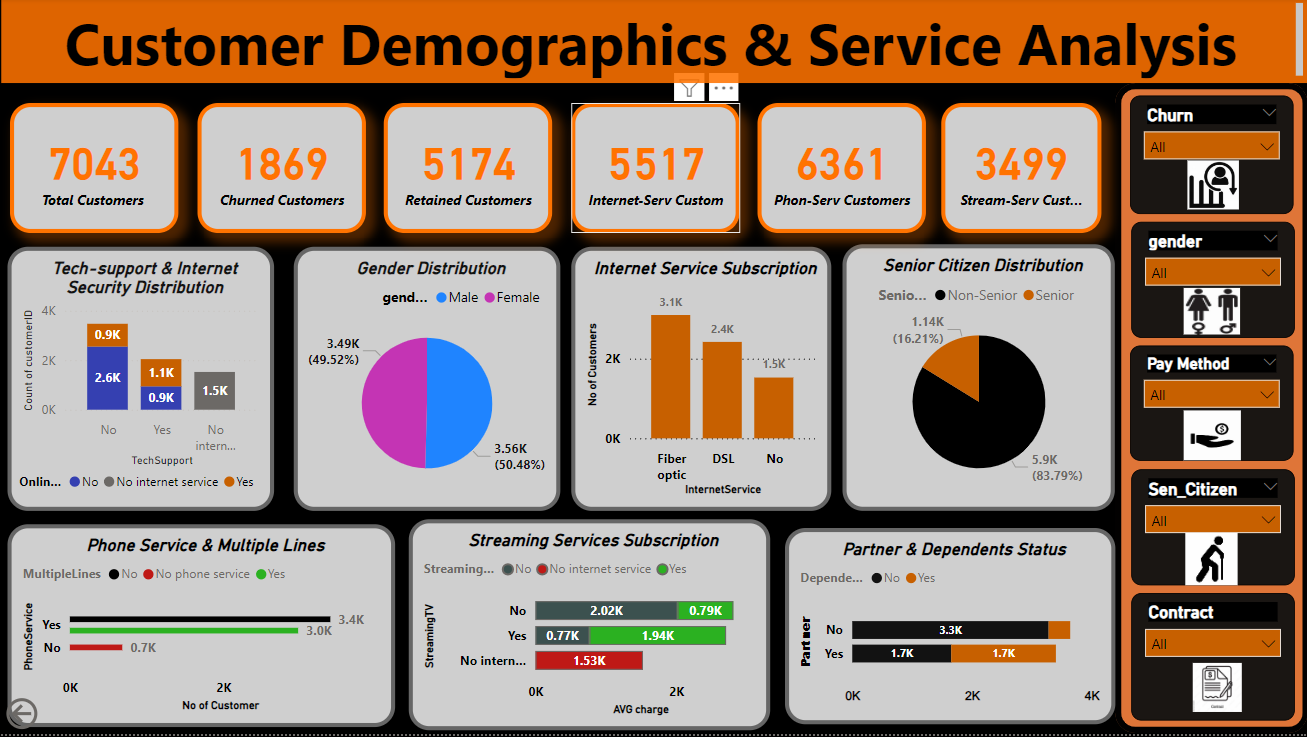 Customer Demographics & Service Analysis
7043
Total Customers
1869
Churned Customers
5174
Retained Customers
5517
Internet-Serv Custom
6361
Phon-Serv Customers
3499
Stream-Serv Cust...
Churn
All
gender
All
Pay Method
All
Sen_Citizen
All
Contract
All
Tech-support & Internet
Security Distribution
Count of customerID
4K
2K
0K
0.9K
2.6K
1.1K
0.9K
1.5K
No
Yes
No
intern...
TechSupport
Onlin... No No internet service Yes
Gender Distribution
gend... Male Female
3.49K
(49.52%)
3.56K
(50.48%)
Internet Service Subscription
No of Customers
2K
0K
3.1K
2.4K
1.5K
Fiber
optic
DSL
No
InternetService
Senior Citizen Distribution
Senio... Non-Senior Senior
1.14K
(16.21%)
5.9K
(83.79%)
Phone Service & Multiple Lines
MultipleLines No No phone service Yes
PhoneService
Yes
3.4K
3.0K
No
0.7K
0K 2K
No of Customer
Streaming Services Subscription
Streaming... No No internet service Yes
StreamingTV
No 2.02K 0.79K
Yes 0.77K 1.94K
No intern... 1.53K
0K 2K
AVG charge
Partner & Dependents Status
Depende... No Yes
Partner
No 3.3K
Yes 1.7K 1.7K
0K 2K 4K